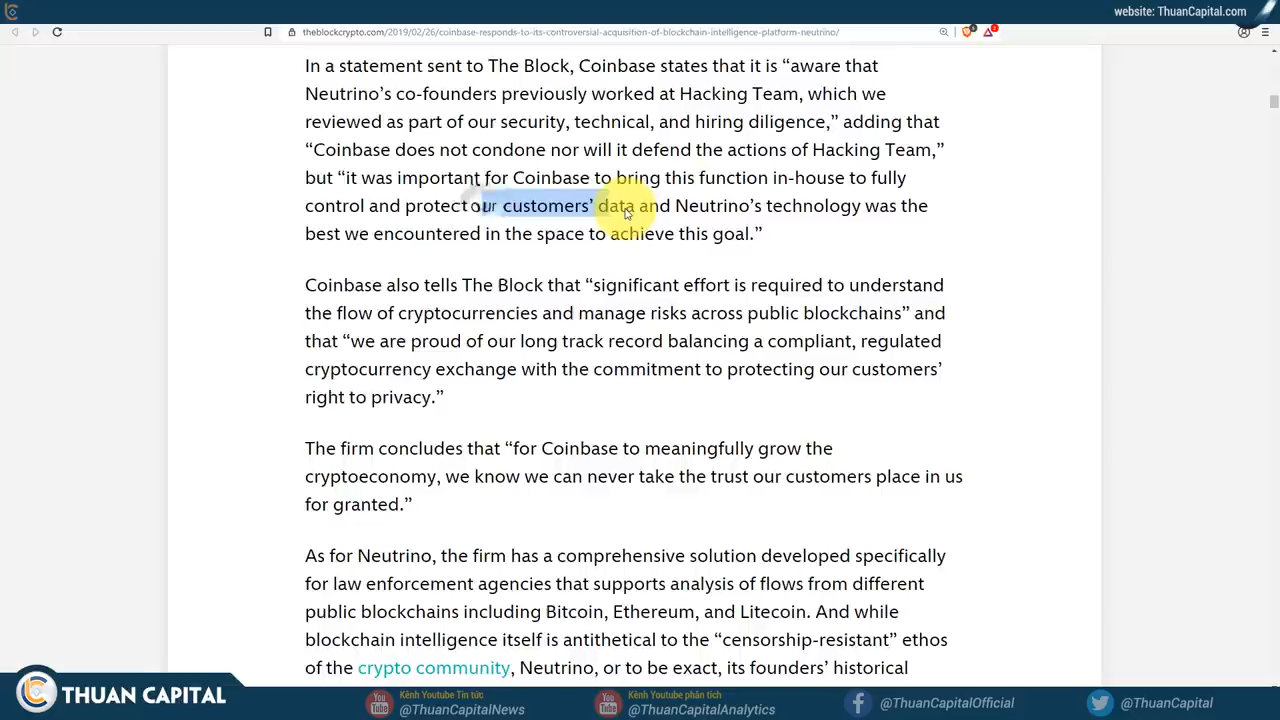 website: ThuanCapital.com
theblockcrypto.com/2019/02/26/coinbase-responds-to-its-controversial-acquisition-of-blockchain-intelligence-platform-neutrino/
In a statement sent to The Block, Coinbase states that it is “aware that
Neutrino’s co-founders previously worked at Hacking Team, which we
reviewed as part of our security, technical, and hiring diligence,” adding that
“Coinbase does not condone nor will it defend the actions of Hacking Team,”
but “it was important for Coinbase to bring this function in-house to fully
control and protect our customers’ data and Neutrino’s technology was the
best we encountered in the space to achieve this goal.”
Coinbase also tells The Block that “significant effort is required to understand
the flow of cryptocurrencies and manage risks across public blockchains” and
that “we are proud of our long track record balancing a compliant, regulated
cryptocurrency exchange with the commitment to protecting our customers’
right to privacy.”
The firm concludes that “for Coinbase to meaningfully grow the
cryptoeconomy, we know we can never take the trust our customers place in us
for granted.”
As for Neutrino, the firm has a comprehensive solution developed specifically
for law enforcement agencies that supports analysis of flows from different
public blockchains including Bitcoin, Ethereum, and Litecoin. And while
blockchain intelligence itself is antithetical to the “censorship-resistant” ethos
of the crypto community, Neutrino, or to be exact, its founders’ historical
THUAN CAPITAL
You Tube
Kênh Youtube Tin tức
@ThuanCapitalNews
You Tube
Kênh Youtube phân tích
@ThuanCapitalAnalytics
@ThuanCapitalOfficial
@ThuanCapital